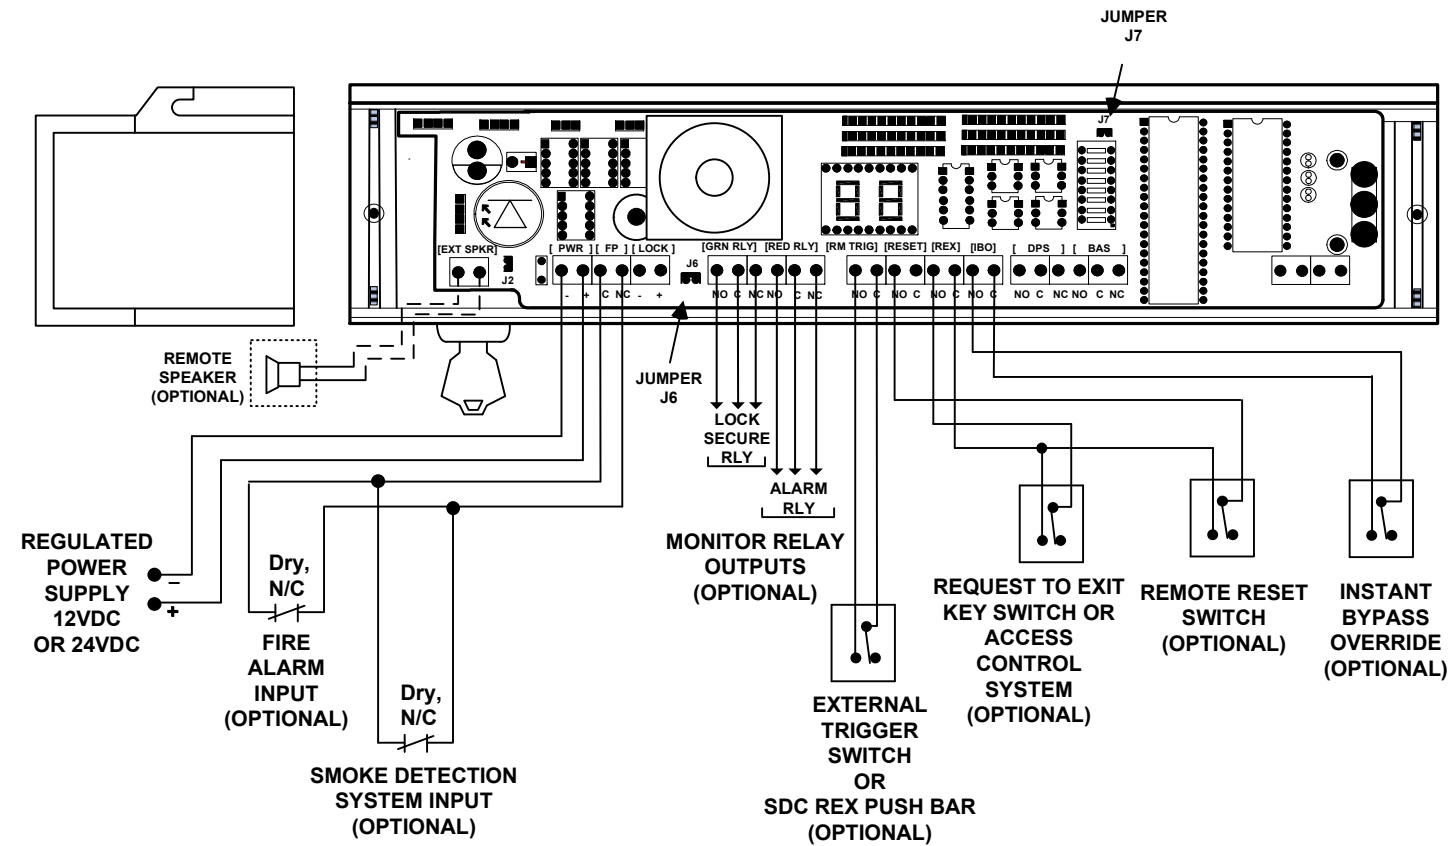 JUMPER
J7
J7
[EXT SPKR]
J2
[ PWR ] [ FP ] [ LOCK ]
J6
[GRN RLY] [RED RLY] [RM TRIG] [RESET] [REX] [IBO] [ DPS ] [ BAS ]
- + C NC - +
NO C NC NO C NC
NO C NO C NO C NO C
NO C NC NO C NC
REMOTE
SPEAKER
(OPTIONAL)
JUMPER
J6
LOCK
SECURE
RLY
ALARM
RLY
MONITOR RELAY
OUTPUTS
(OPTIONAL)
REGULATED
POWER
SUPPLY
12VDC
OR 24VDC
–
+
Dry,
N/C
FIRE
ALARM
INPUT
(OPTIONAL)
Dry,
N/C
SMOKE DETECTION
SYSTEM INPUT
(OPTIONAL)
EXTERNAL
TRIGGER
SWITCH
OR
SDC REX PUSH BAR
(OPTIONAL)
REQUEST TO EXIT
KEY SWITCH OR
ACCESS
CONTROL
SYSTEM
(OPTIONAL)
REMOTE RESET
SWITCH
(OPTIONAL)
INSTANT
BYPASS
OVERRIDE
(OPTIONAL)